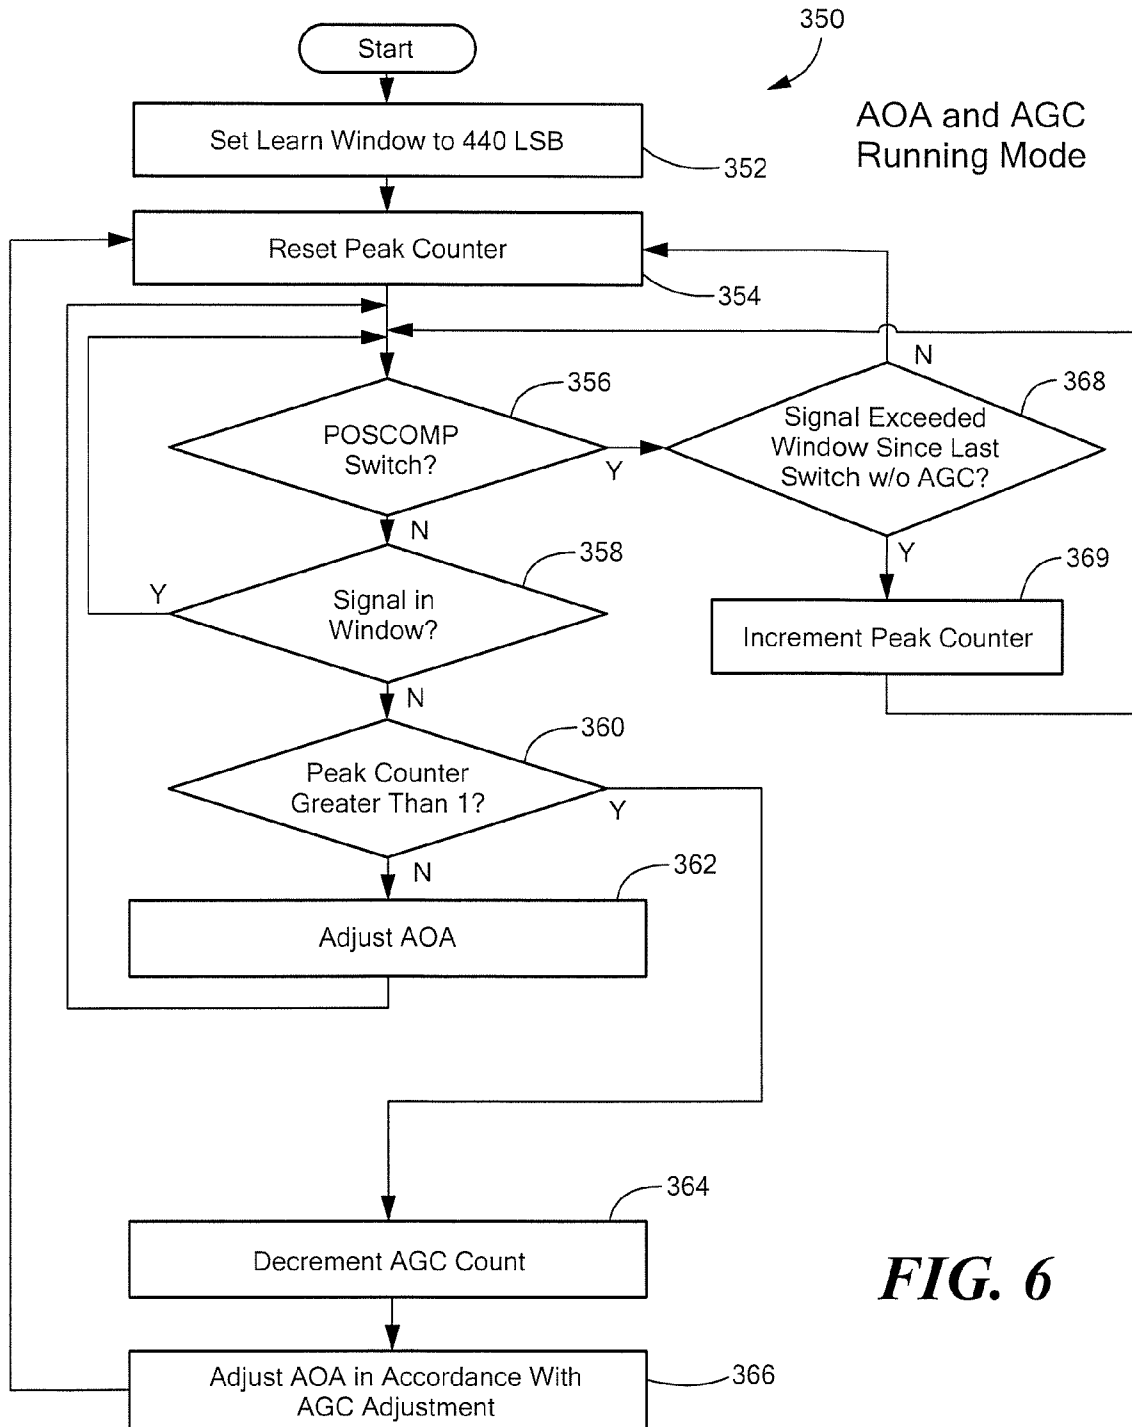 350
Start
AOA and AGC
Running Mode
Set Learn Window to 440 LSB
352
Reset Peak Counter
354
N
356
368
POSCOMP
Switch?
Y
Signal Exceeded
Window Since Last
Switch w/o AGC?
N
Y
358
369
Y
Signal in
Window?
Increment Peak Counter
N
360
Peak Counter
Greater Than 1?
Y
N
362
Adjust AOA
364
Decrement AGC Count
FIG. 6
366
Adjust AOA in Accordance With
AGC Adjustment